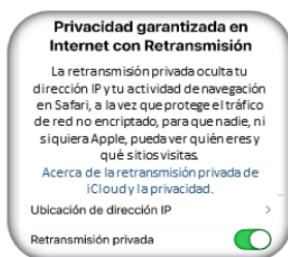 Privacidad garantizada en
Internet con Retransmisión
La retransmisión privada oculta tu
dirección IP y tu actividad de navegación
en Safari, a la vez que protege el tráfico
de red no encriptado, para que nadie, ni
siquiera Apple, pueda ver quién eres y
qué sitios visitas.
Acerca de la retransmisión privada de
iCloud y la privacidad.
Ubicación de dirección IP
Retransmisión privada